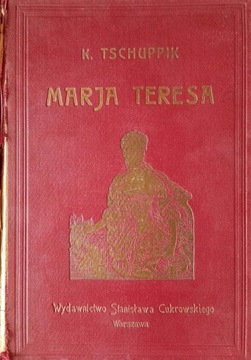 K. TSCHUPPIK
MARJA TERESA
Wydawnictwo Stanisława Cukrowskiego
Warszawa